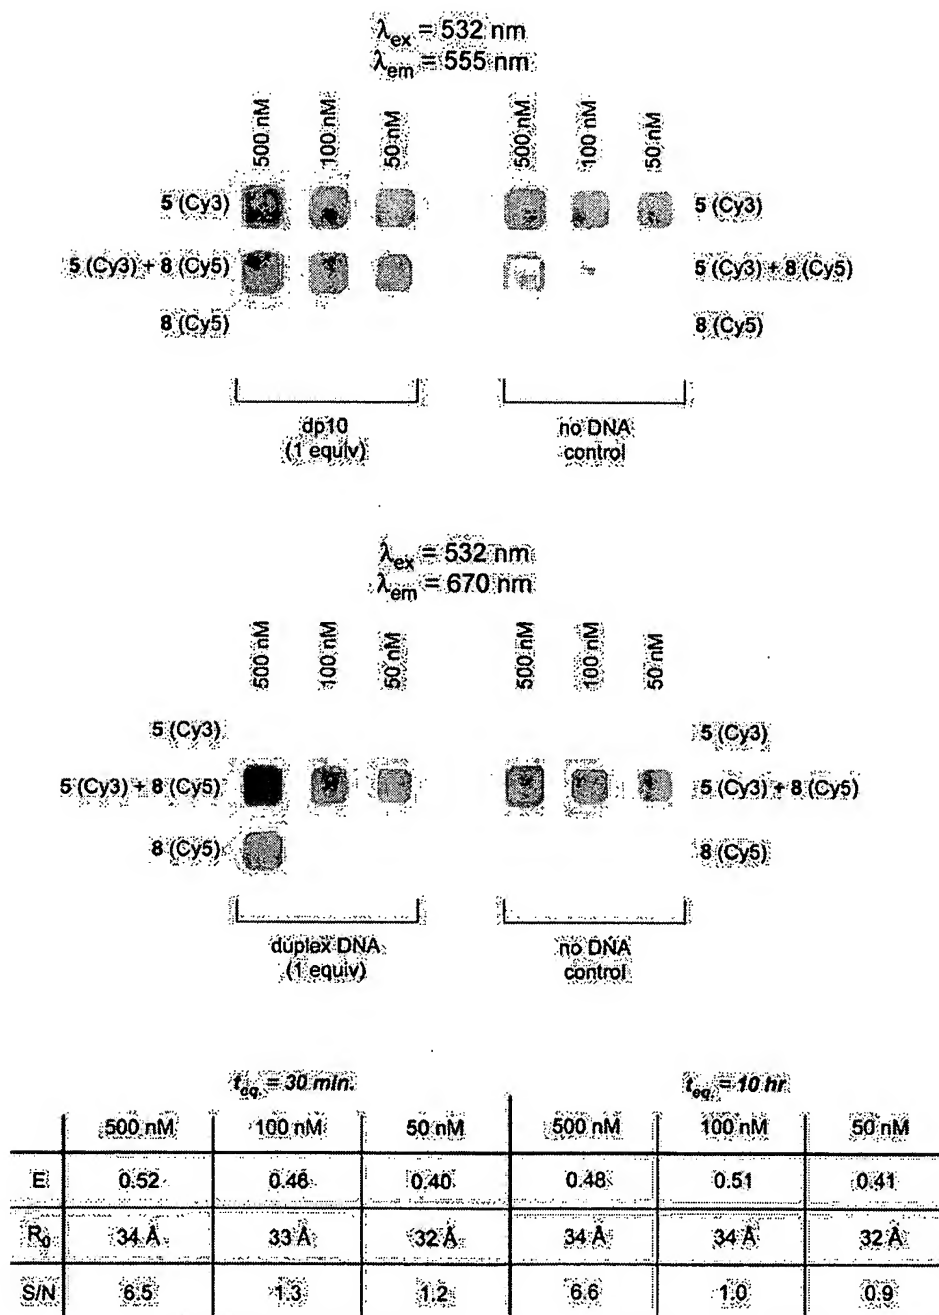 λex = 532 nm
λem = 555 nm
500 nM 100 nM 50 nM 500 nM 100 nM 50 nM
5 (Cy3) 5 (Cy3)
5 (Cy3) + 8 (Cy5) 5 (Cy3) + 8 (Cy5)
8 (Cy5) 8 (Cy5)
dp10 no DNA
(1 equiv) control
λex = 532 nm
λem = 670 nm
500 nM 100 nM 50 nM 500 nM 100 nM 50 nM
5 (Cy3) 5 (Cy3)
5 (Cy3) + 8 (Cy5) 5 (Cy3) + 8 (Cy5)
8 (Cy5) 8 (Cy5)
duplex DNA no DNA
(1 equiv) control
teq. = 30 min. teq. = 10 hr
500 nM 100 nM 50 nM 500 nM 100 nM 50 nM
E 0.52 0.46 0.40 0.48 0.51 0.41
R0 34 Å 33 Å 32 Å 34 Å 34 Å 32 Å
S/N 6.5 1.3 1.2 6.6 1.0 0.9